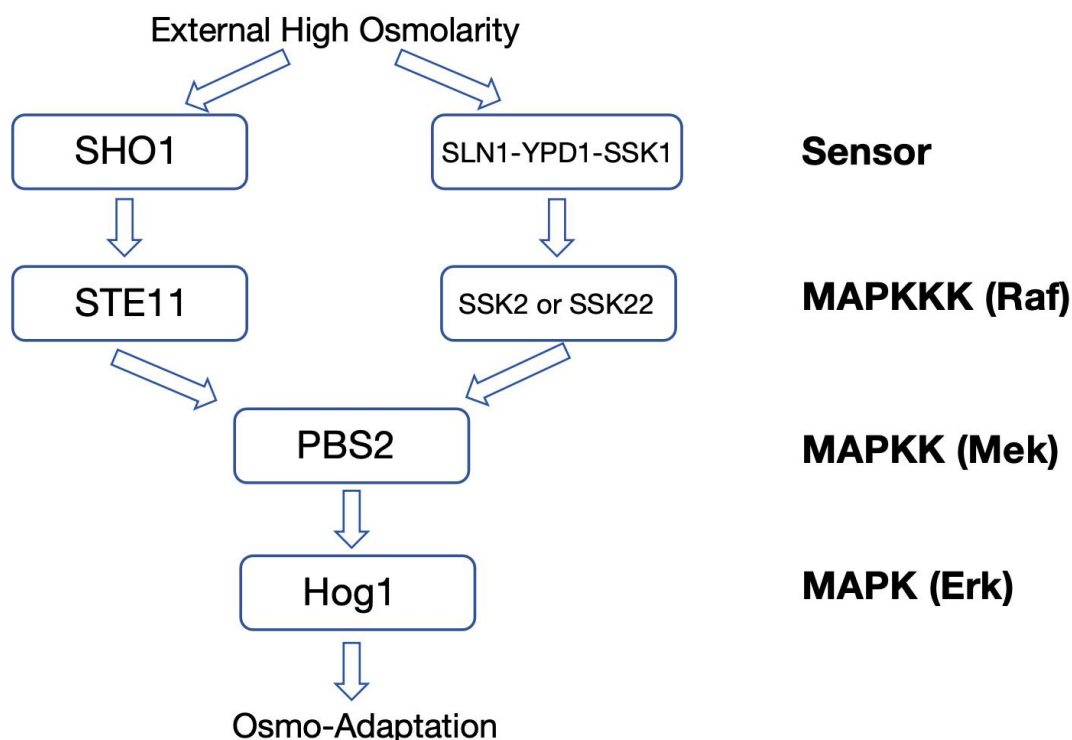 External High Osmolarity
SHO1
SLN1-YPD1-SSK1
Sensor
STE11
SSK2 or SSK22
MAPKKK (Raf)
PBS2
MAPKK (Mek)
Hog1
MAPK (Erk)
Osmo-Adaptation